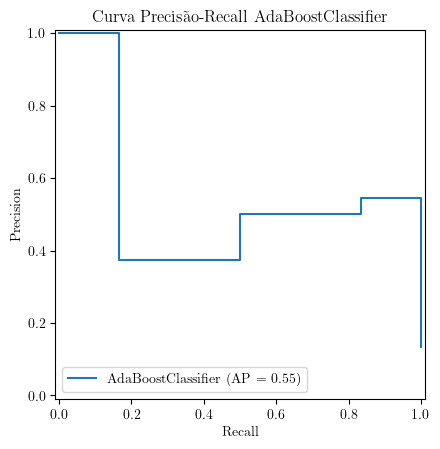 Curva Precisão-Recall AdaBoostClassifier
1.0
0.8
0.6
0.4
0.2
0.0
Precision
AdaBoostClassifier (AP = 0.55)
0.0 0.2 0.4 0.6 0.8 1.0
Recall